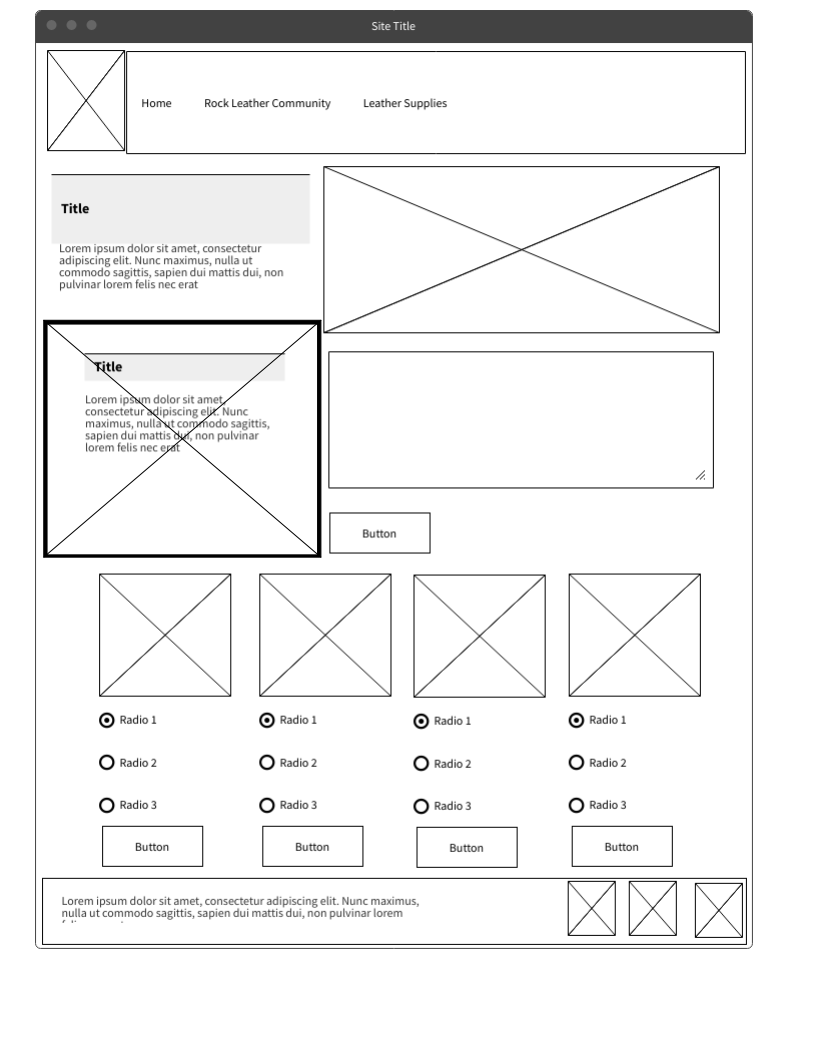 Site Title
Home Rock Leather Community Leather Supplies
Title
Lorem ipsum dolor sit amet, consectetur
adipiscing elit. Nunc maximus, nulla ut
commodo sagittis, sapien dui mattis dui, non
pulvinar lorem felis nec erat
Title
Lorem ipsum dolor sit amet,
consectetur adipiscing elit. Nunc
maximus, nulla ut commodo sagittis,
sapien dui mattis dui, non pulvinar
lorem felis nec erat
Button
Radio 1 Radio 1 Radio 1 Radio 1
Radio 2 Radio 2 Radio 2 Radio 2
Radio 3 Radio 3 Radio 3 Radio 3
Button Button Button Button
Lorem ipsum dolor sit amet, consectetur adipiscing elit. Nunc maximus,
nulla ut commodo sagittis, sapien dui mattis dui, non pulvinar lorem